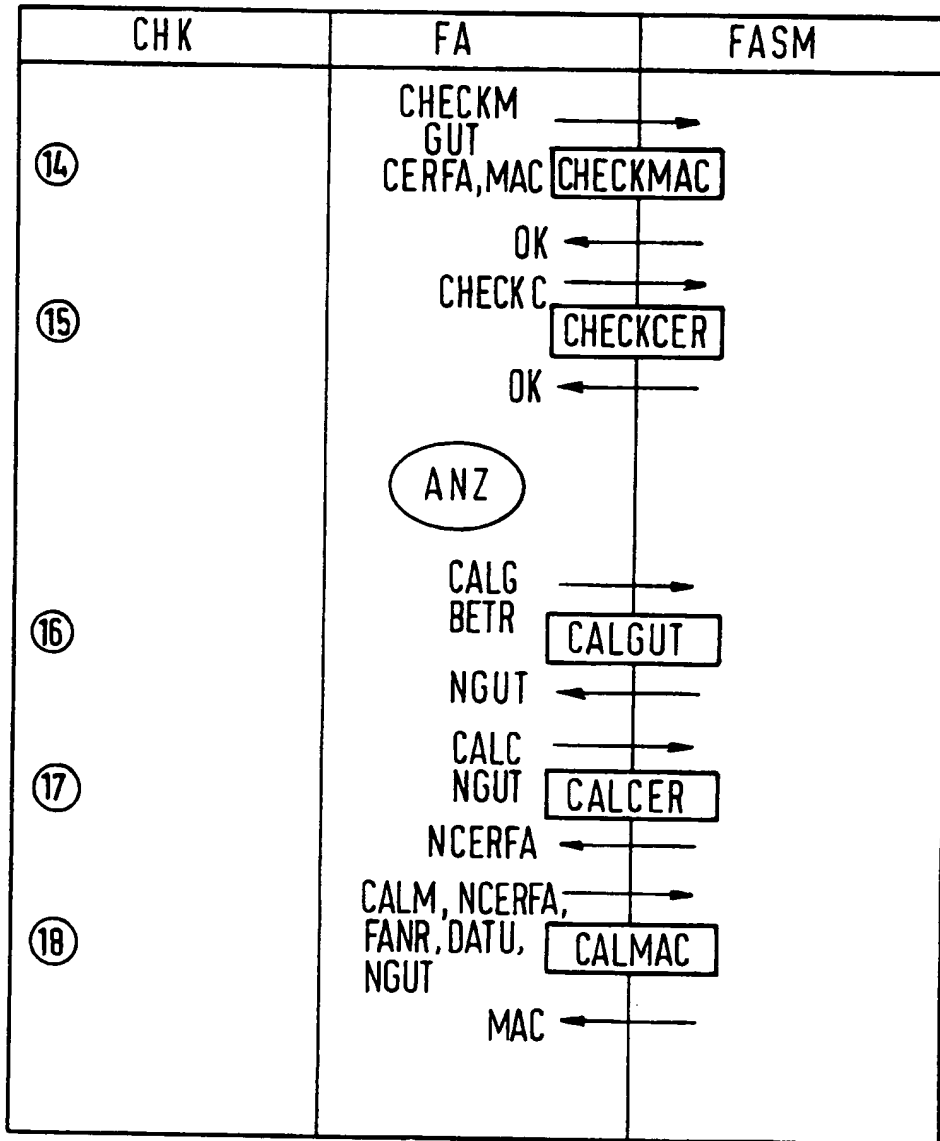 CHK FA FASM
CHECKM
GUT
14 CERFA, MAC CHECKMAC
OK
CHECK C
15 CHECKCER
OK
ANZ
CALG
BETR
16 CALGUT
NGUT
CALC
17 NGUT CALCER
NCERFA
CALM, NCERFA,
18 FANR, DATU, CALMAC
NGUT
MAC